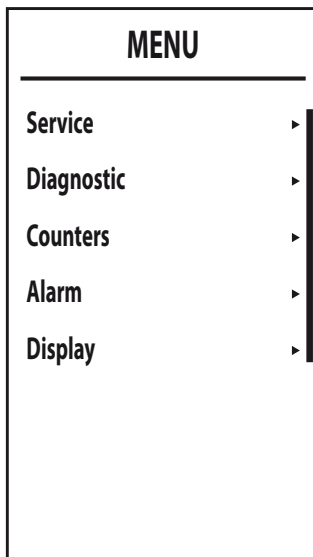 MENU
Service
Diagnostic
Counters
Alarm
Display